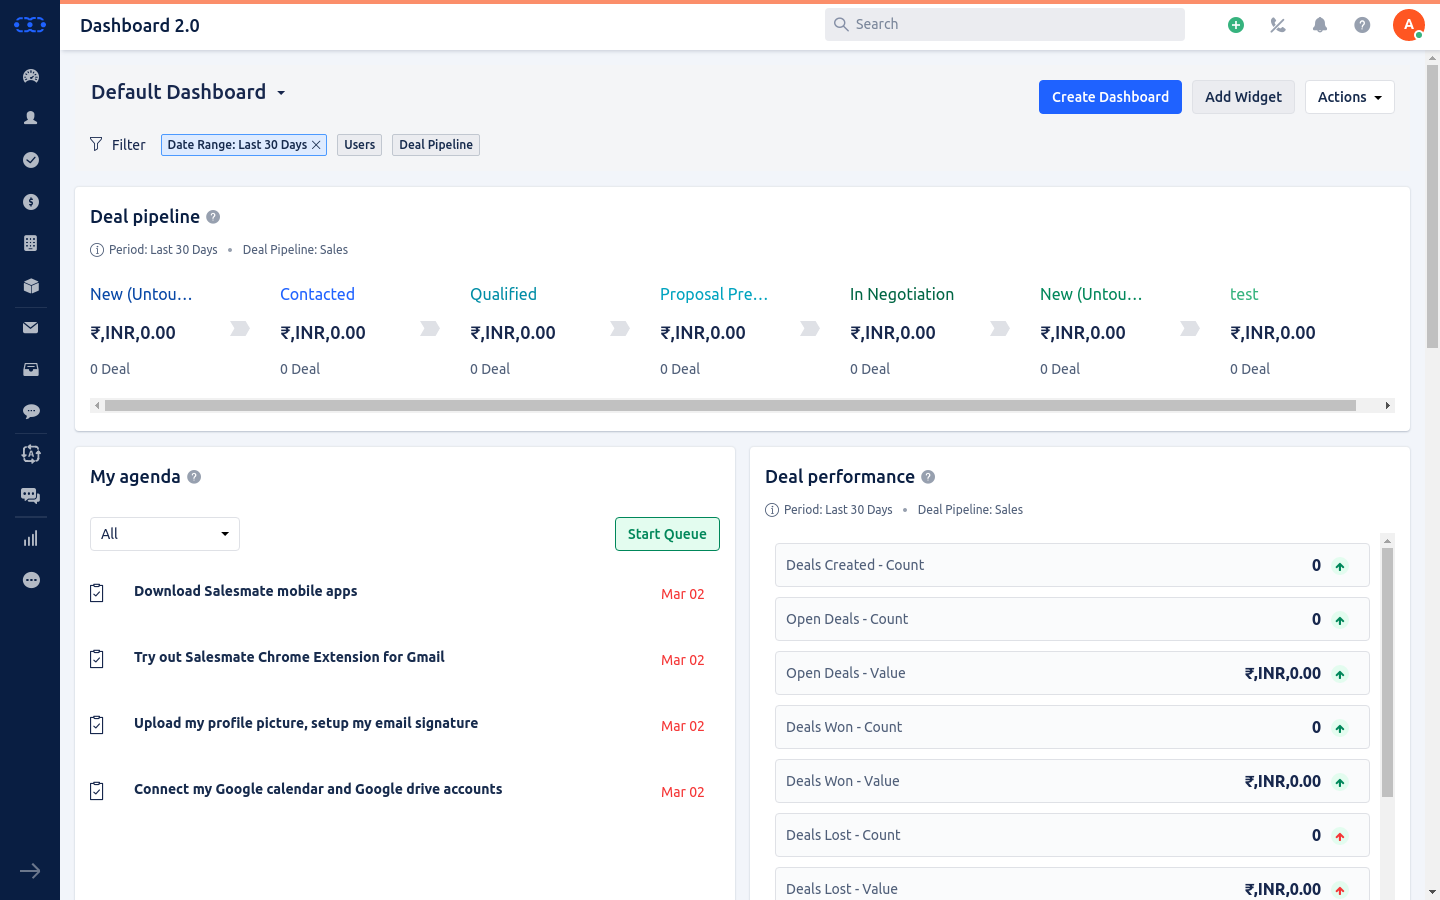 Dashboard 2.0
Search
A
Default Dashboard
Create Dashboard
Add Widget
Actions
Filter
Date Range: Last 30 Days
Users
Deal Pipeline
Deal pipeline
Period: Last 30 Days • Deal Pipeline: Sales
New (Untou…
₹,INR,0.00
0 Deal
Contacted
₹,INR,0.00
0 Deal
Qualified
₹,INR,0.00
0 Deal
Proposal Pre…
₹,INR,0.00
0 Deal
In Negotiation
₹,INR,0.00
0 Deal
New (Untou…
₹,INR,0.00
0 Deal
test
₹,INR,0.00
0 Deal
My agenda
All
Start Queue
Download Salesmate mobile apps
Mar 02
Try out Salesmate Chrome Extension for Gmail
Mar 02
Upload my profile picture, setup my email signature
Mar 02
Connect my Google calendar and Google drive accounts
Mar 02
Deal performance
Period: Last 30 Days • Deal Pipeline: Sales
Deals Created - Count 0
Open Deals - Count 0
Open Deals - Value ₹,INR,0.00
Deals Won - Count 0
Deals Won - Value ₹,INR,0.00
Deals Lost - Count 0
Deals Lost - Value ₹,INR,0.00